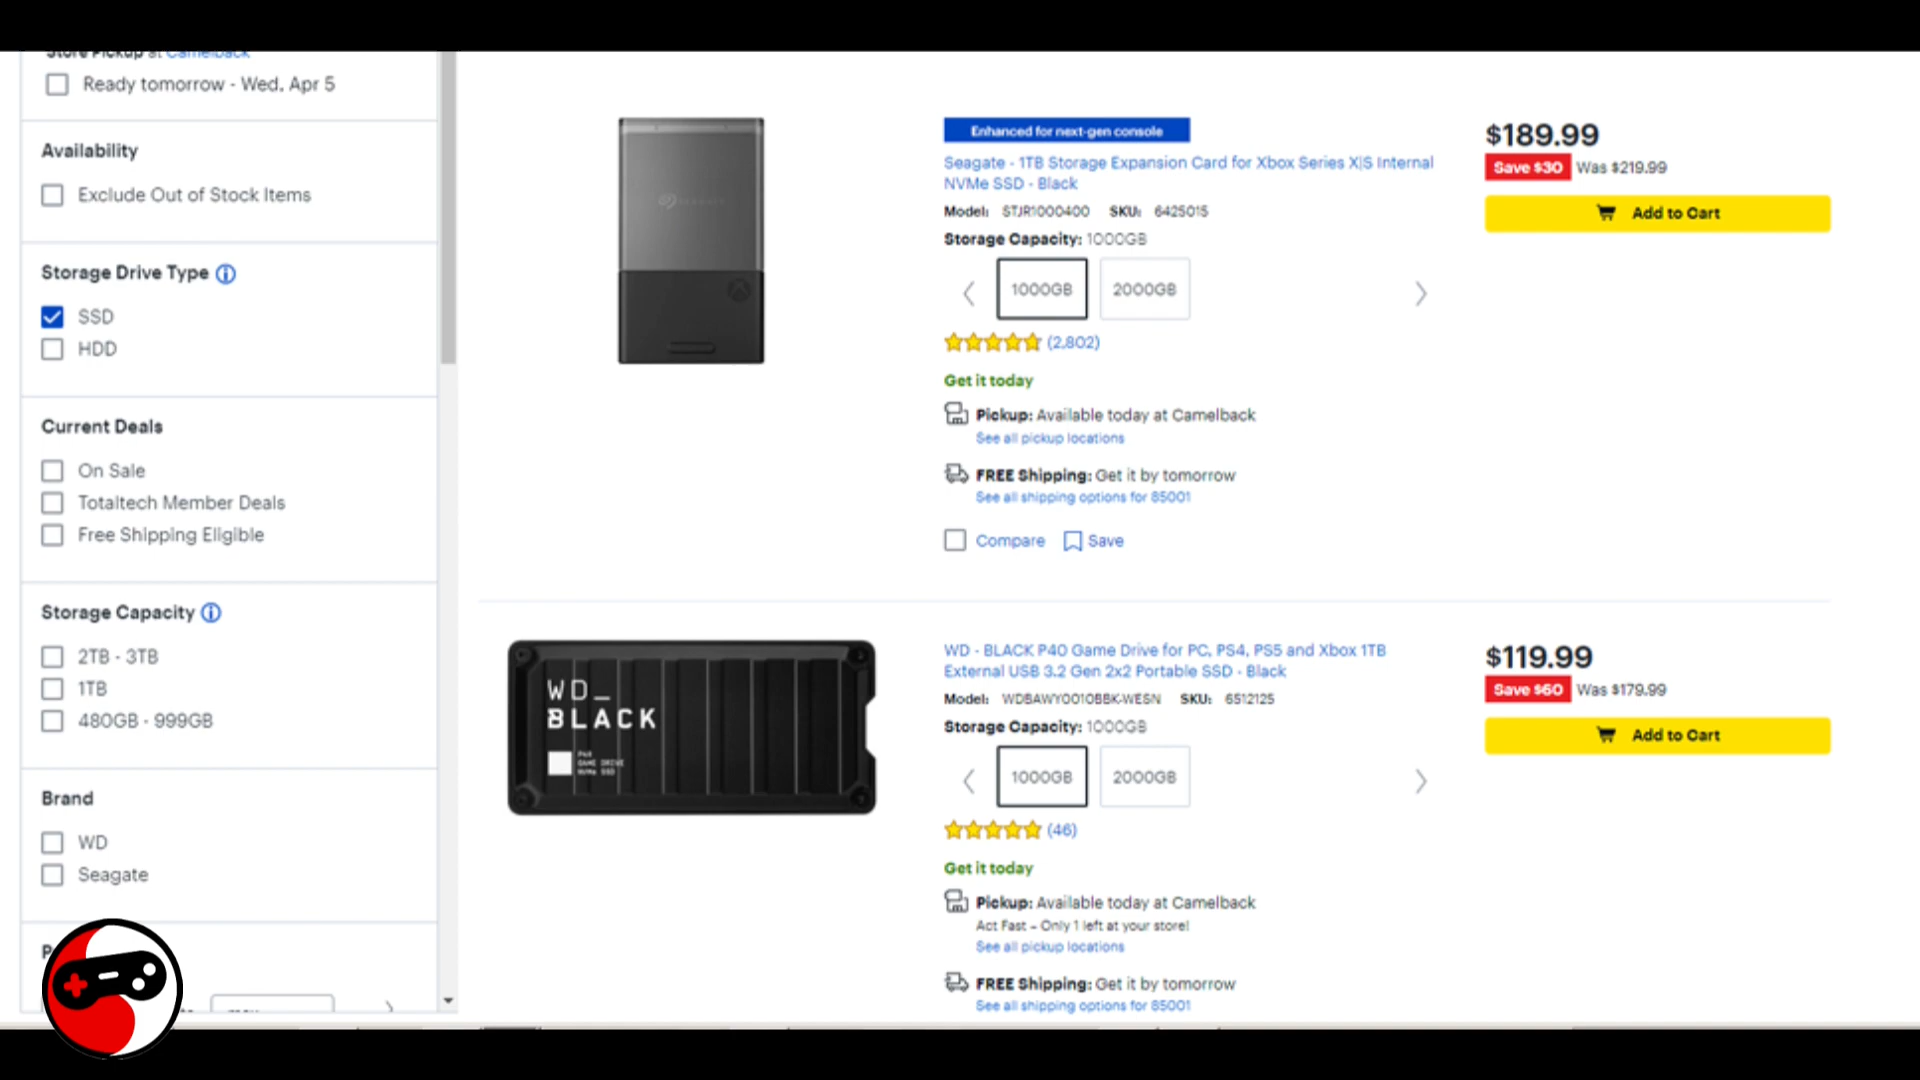 Store Pickup at Camelback
Ready tomorrow - Wed, Apr 5
Availability
Exclude Out of Stock Items
Storage Drive Type
SSD
HDD
Current Deals
On Sale
Totaltech Member Deals
Free Shipping Eligible
Storage Capacity
2TB - 3TB
1TB
480GB - 999GB
Brand
WD
Seagate
Enhanced for next-gen console
Seagate - 1TB Storage Expansion Card for Xbox Series X|S Internal
NVMe SSD - Black
Model: STJR1000400 SKU: 6425015
Storage Capacity: 1000GB
1000GB 2000GB
(2,802)
Get it today
Pickup: Available today at Camelback
See all pickup locations
FREE Shipping: Get it by tomorrow
See all shipping options for 85001
Compare Save
$189.99
Save $30 Was $219.99
Add to Cart
WD_
BLACK
P40
GAME DRIVE
NVMe SSD
WD - BLACK P40 Game Drive for PC, PS4, PS5 and Xbox 1TB
External USB 3.2 Gen 2x2 Portable SSD - Black
Model: WDBAWY0010BBK-WESN SKU: 6512125
Storage Capacity: 1000GB
1000GB 2000GB
(46)
Get it today
Pickup: Available today at Camelback
Act Fast – Only 1 left at your store!
See all pickup locations
FREE Shipping: Get it by tomorrow
See all shipping options for 85001
$119.99
Save $60 Was $179.99
Add to Cart